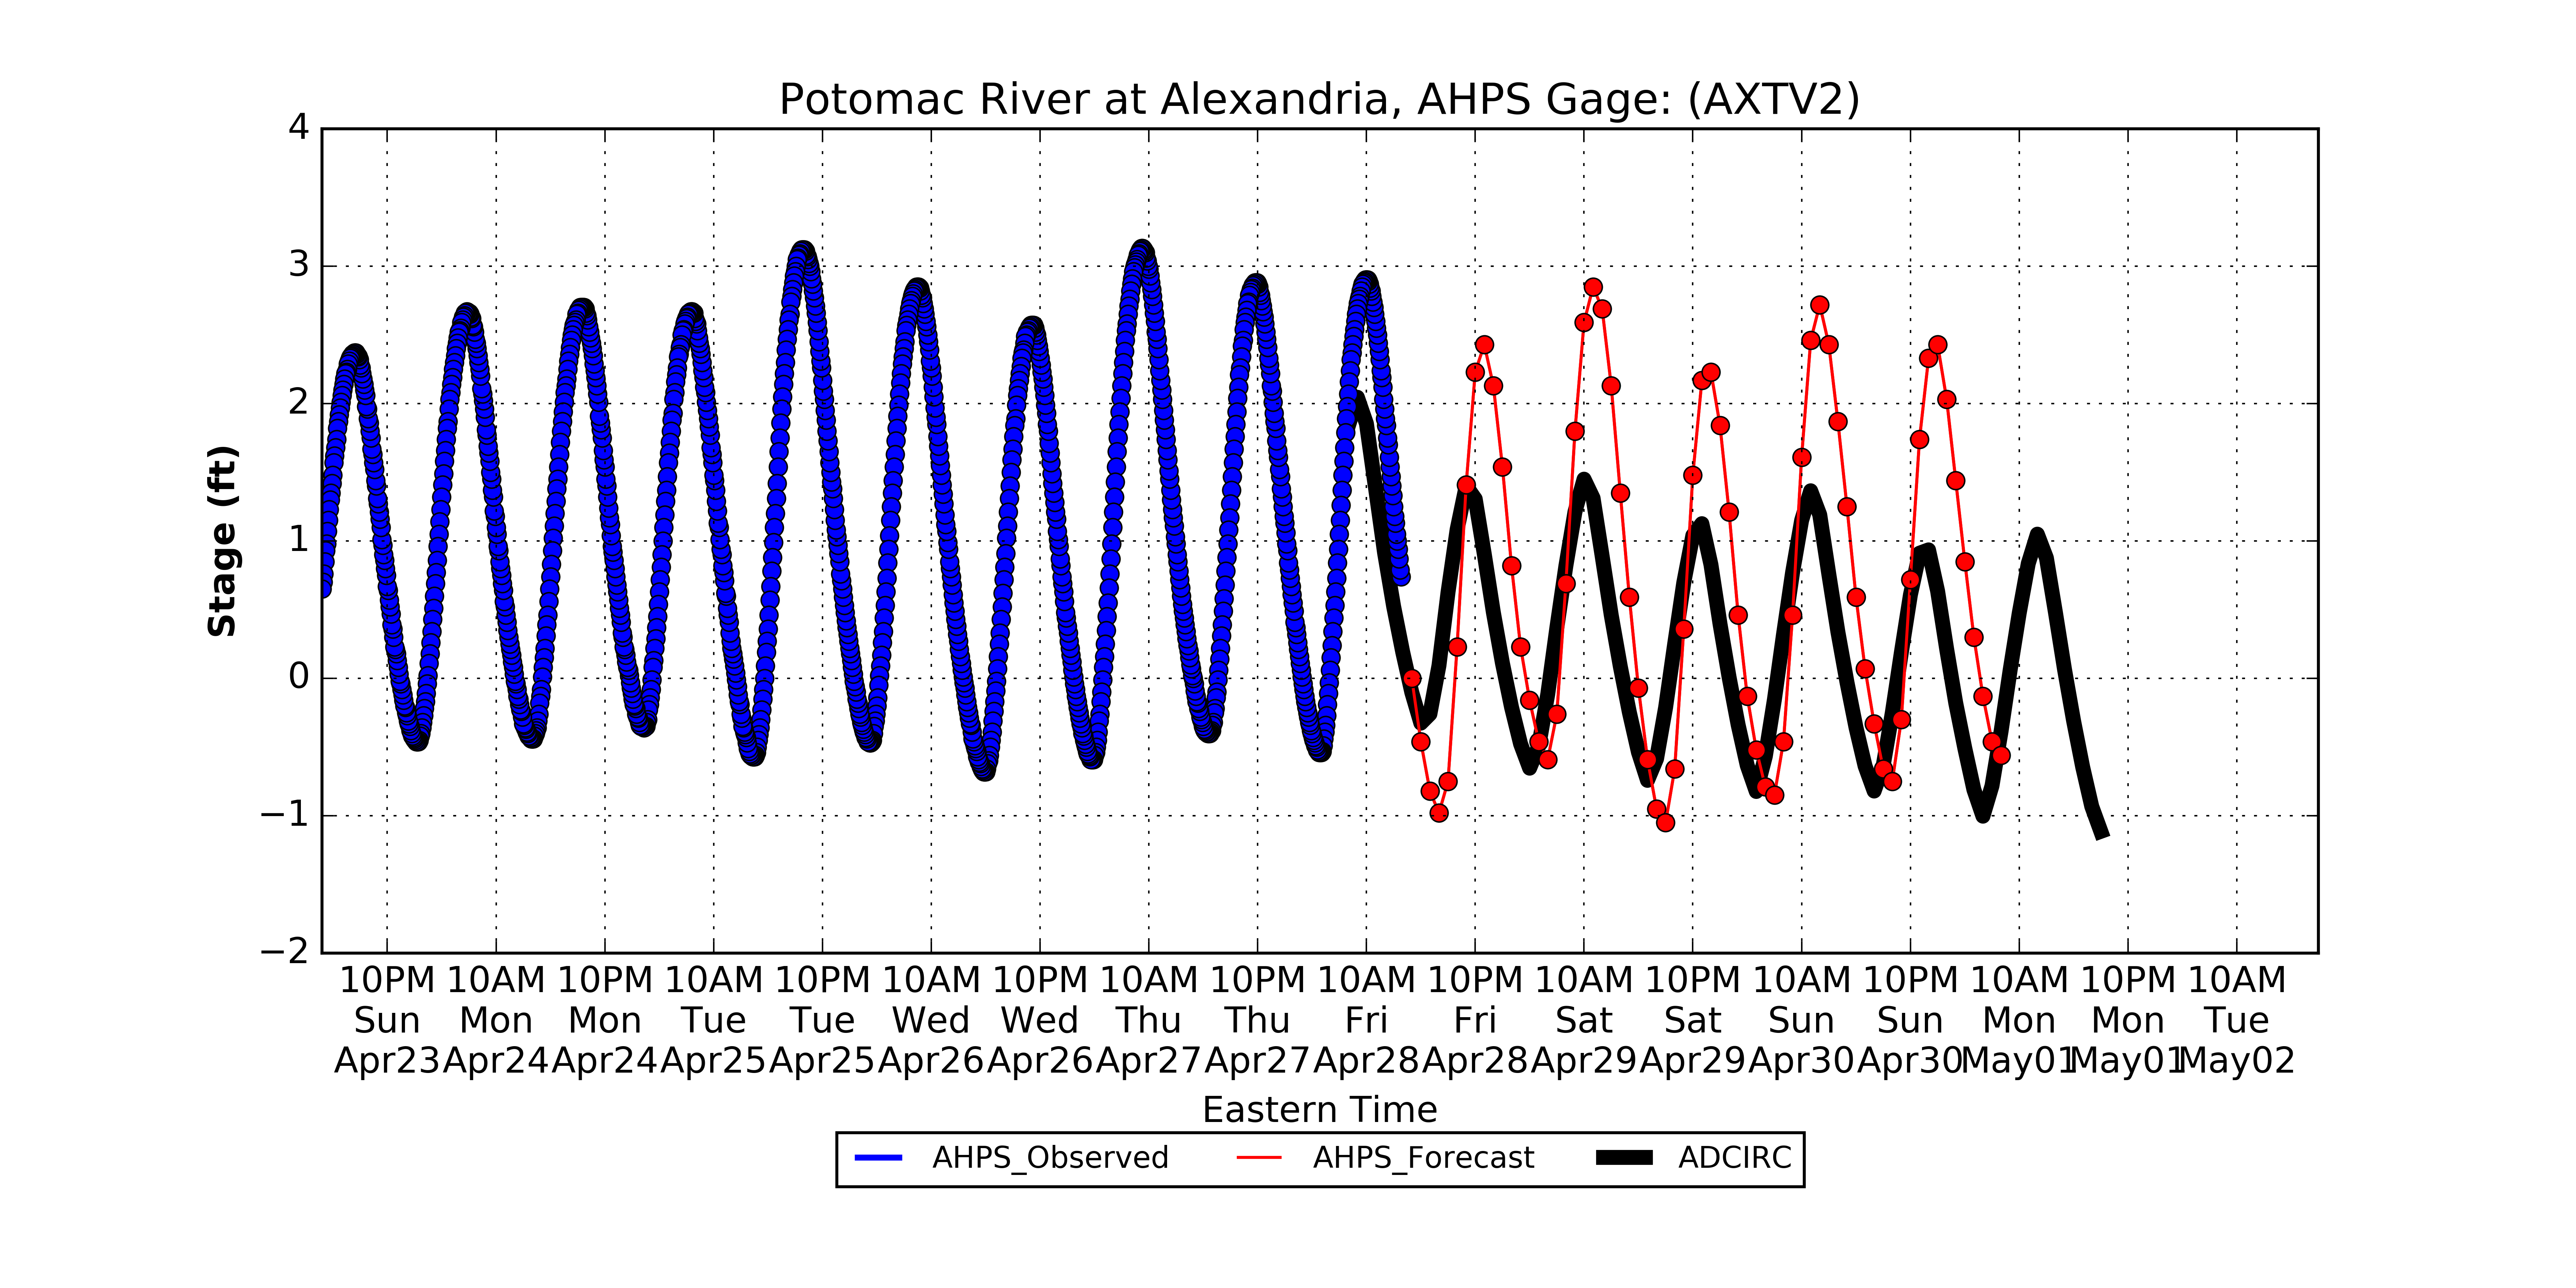 Potomac River at Alexandria, AHPS Gage: (AXTV2)
Stage (ft)
4
3
2
1
0
−1
−2
10PM 10AM 10PM 10AM 10PM 10AM 10PM 10AM 10PM 10AM 10PM 10AM 10PM 10AM 10PM 10AM 10PM 10AM
Sun Mon Mon Tue Tue Wed Wed Thu Thu Fri Fri Sat Sat Sun Sun Mon Mon Tue
Apr23 Apr24 Apr24 Apr25 Apr25 Apr26 Apr26 Apr27 Apr27 Apr28 Apr28 Apr29 Apr29 Apr30 Apr30 May01 May01 May02
Eastern Time
AHPS_Observed AHPS_Forecast ADCIRC